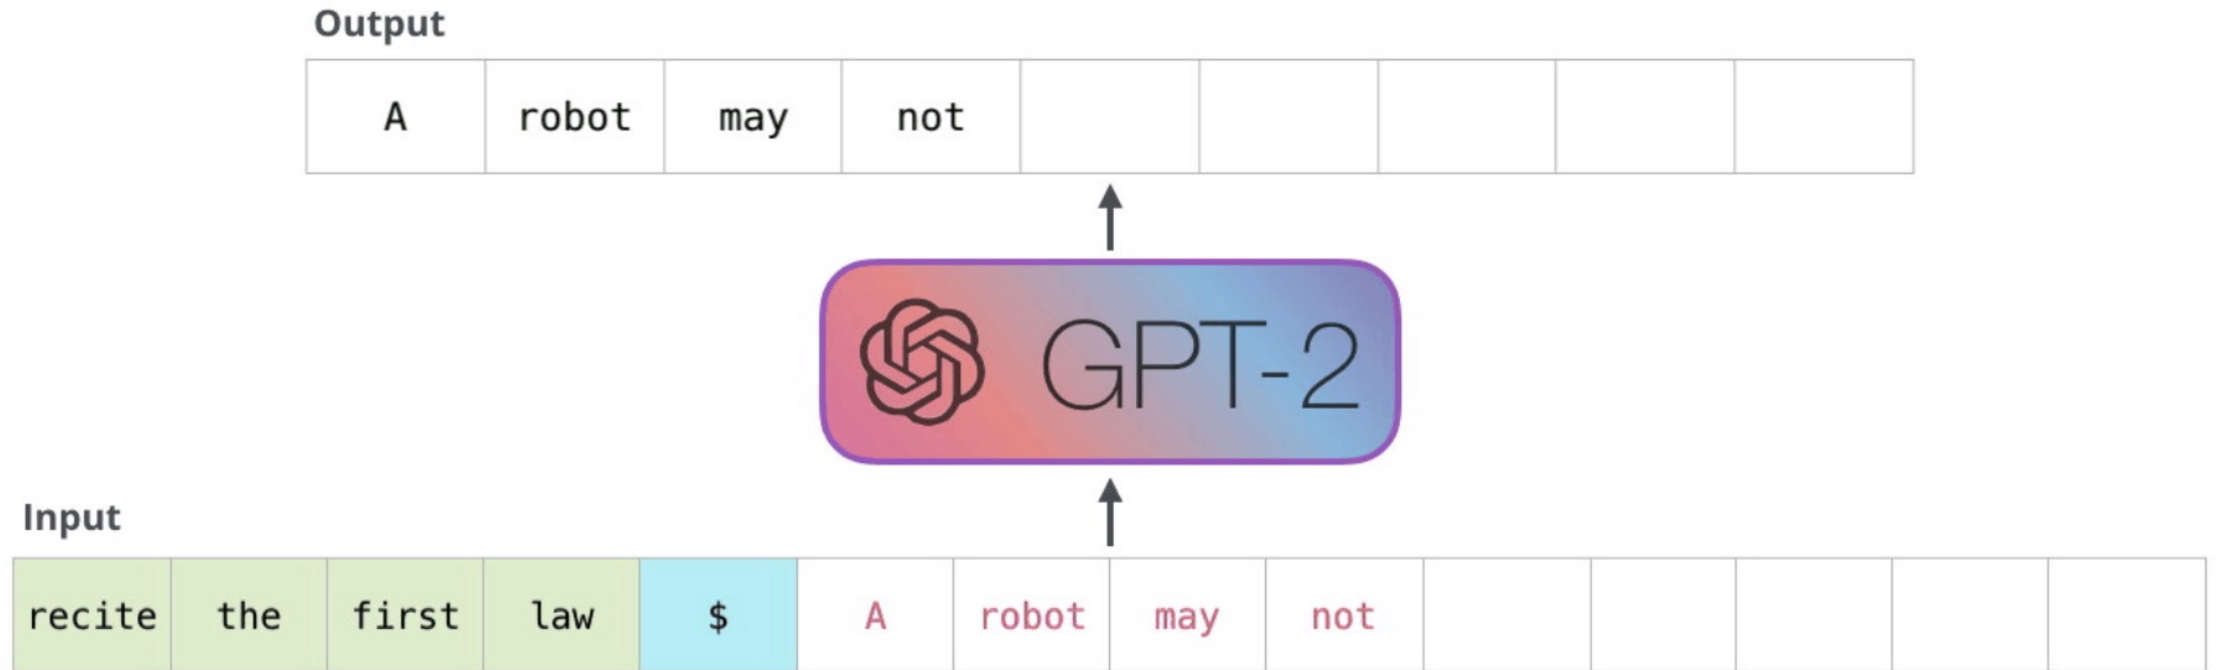 Output
A robot may not
GPT-2
Input
recite the first law $ A robot may not